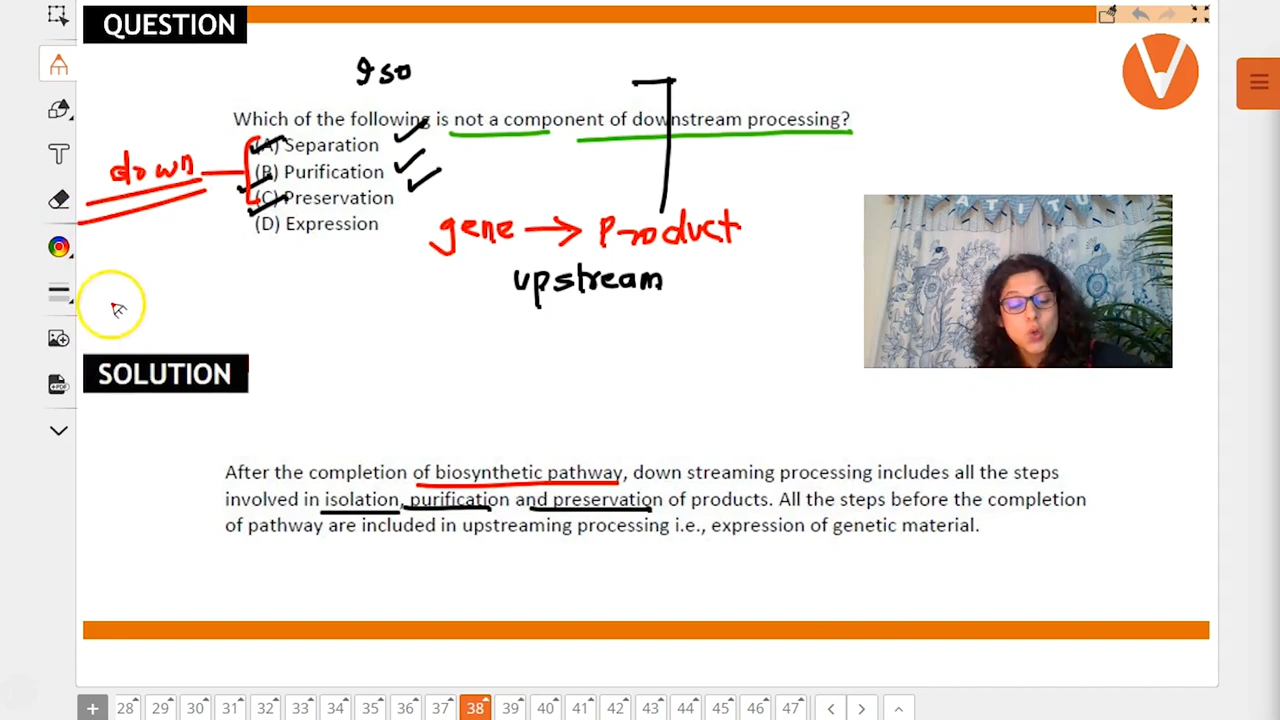 QUESTION
Iso
Which of the following is not a component of downstream processing?
(A) Separation
down
(B) Purification
(C) Preservation
(D) Expression
gene → Product
upstream
ATITU
SOLUTION
After the completion of biosynthetic pathway, down streaming processing includes all the steps
involved in isolation, purification and preservation of products. All the steps before the completion
of pathway are included in upstreaming processing i.e., expression of genetic material.
+ 28 29 30 31 32 33 34 35 36 37 38 39 40 41 42 43 44 45 46 47